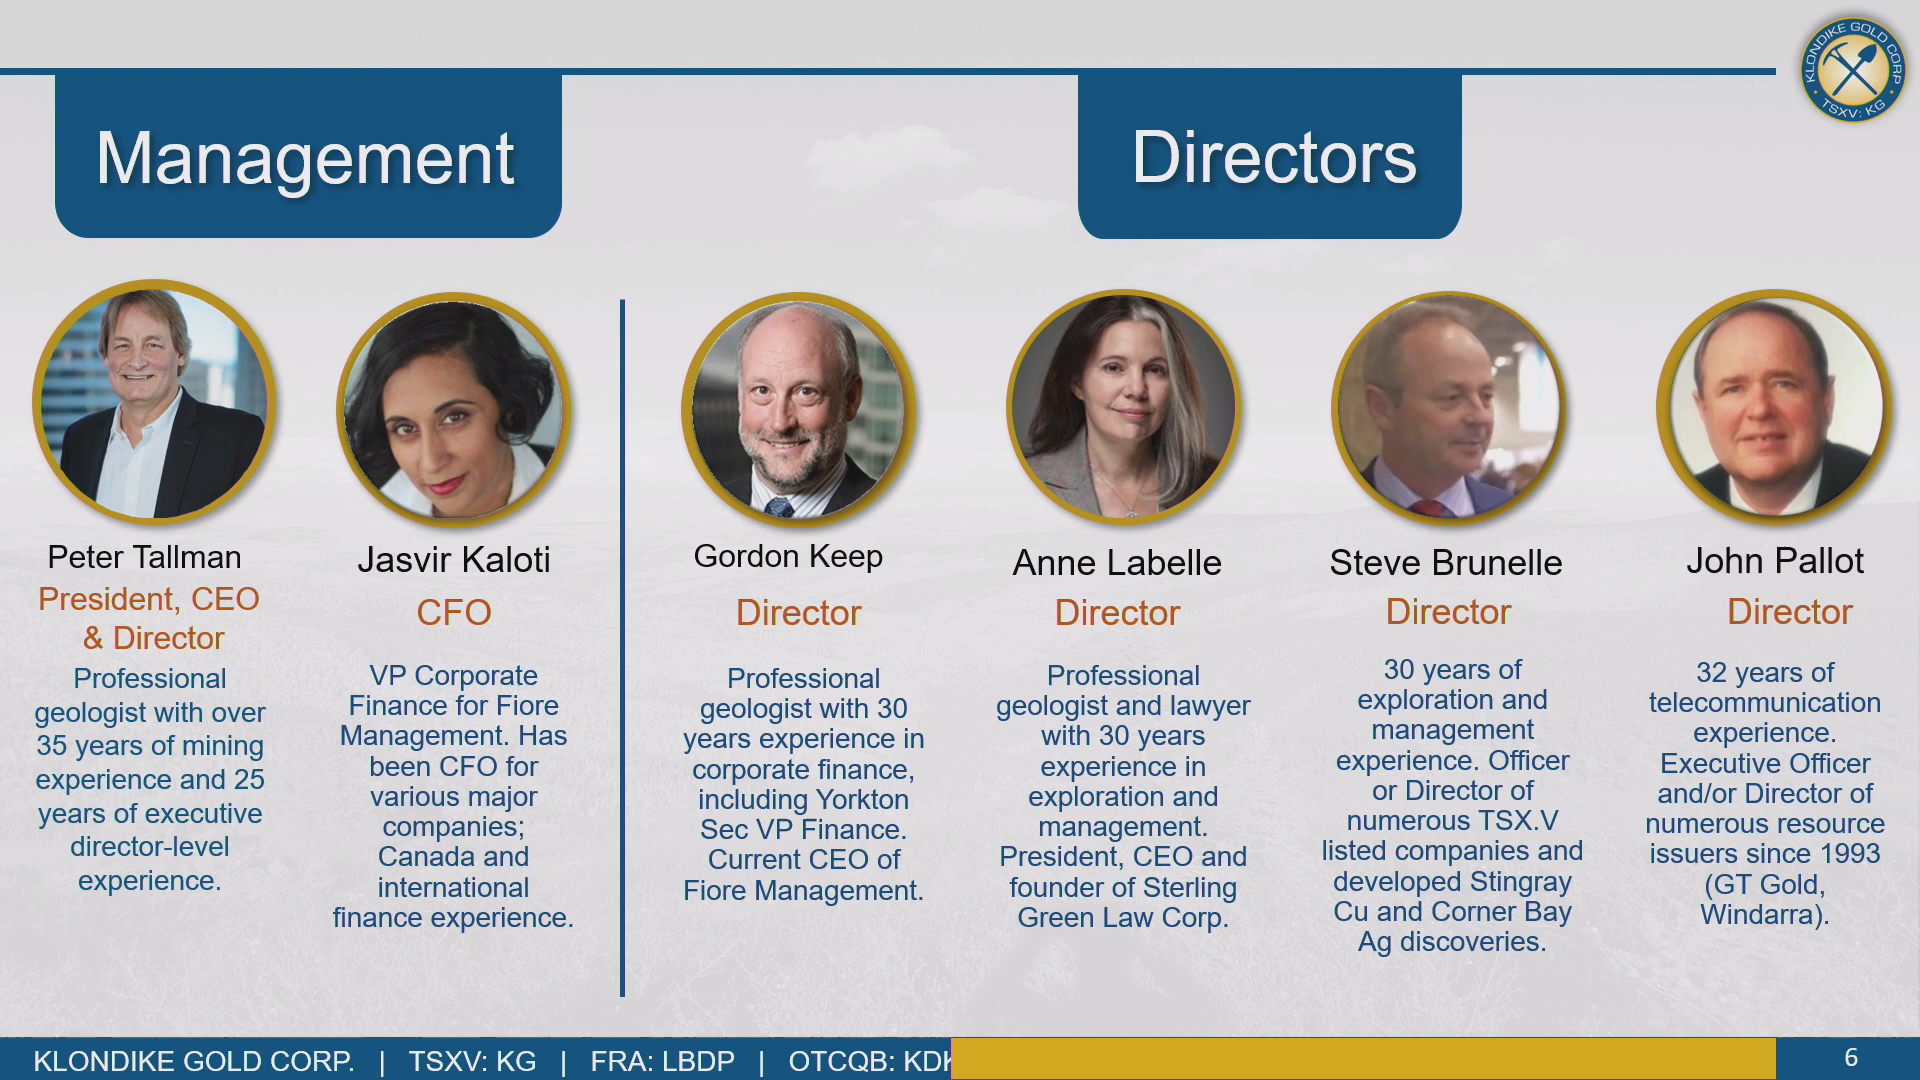 KLONDIKE GOLD CORP
TSXV: KG
Management
Directors
Peter Tallman
President, CEO
& Director
Professional
geologist with over
35 years of mining
experience and 25
years of executive
director-level
experience.
Jasvir Kaloti
CFO
VP Corporate
Finance for Fiore
Management. Has
been CFO for
various major
companies;
Canada and
international
finance experience.
Gordon Keep
Director
Professional
geologist with 30
years experience in
corporate finance,
including Yorkton
Sec VP Finance.
Current CEO of
Fiore Management.
Anne Labelle
Director
Professional
geologist and lawyer
with 30 years
experience in
exploration and
management.
President, CEO and
founder of Sterling
Green Law Corp.
Steve Brunelle
Director
30 years of
exploration and
management
experience. Officer
or Director of
numerous TSX.V
listed companies and
developed Stingray
Cu and Corner Bay
Ag discoveries.
John Pallot
Director
32 years of
telecommunication
experience.
Executive Officer
and/or Director of
numerous resource
issuers since 1993
(GT Gold,
Windarra).
KLONDIKE GOLD CORP. | TSXV: KG | FRA: LBDP | OTCQB:
6